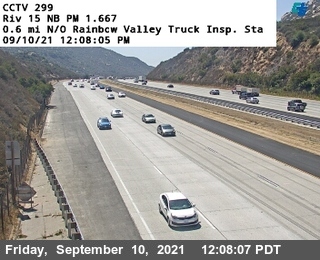 CCTV 299
Riv 15 NB PM 1.667
0.6 mi N/O Rainbcw Valley Truck Insp. Sta
09/10/21 12:08:05 PM
Friday, September 10, 2021 12:08:07 PDT